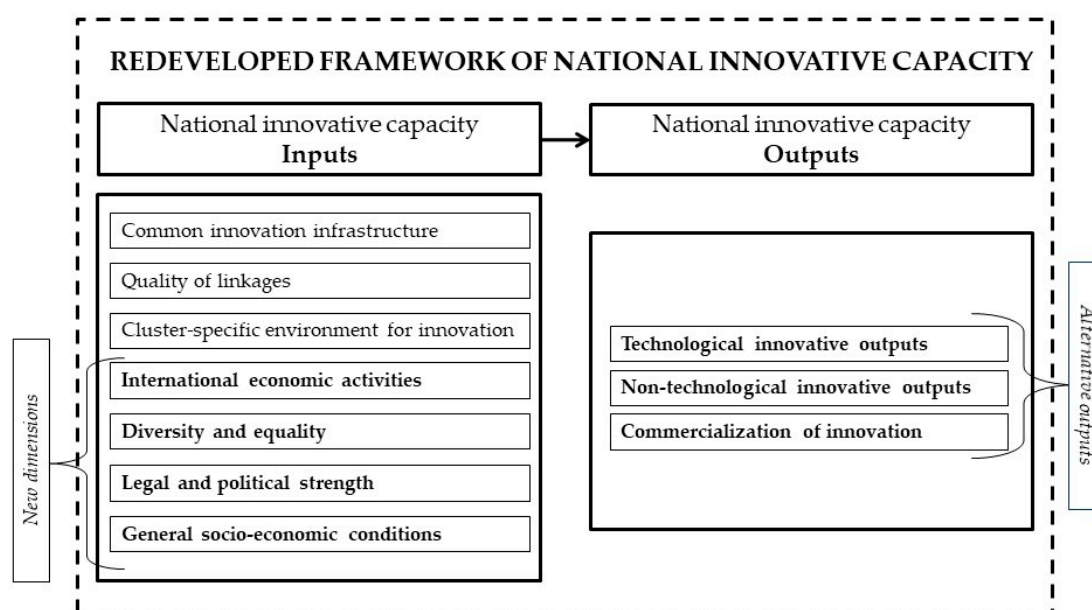 REDEVELOPED FRAMEWORK OF NATIONAL INNOVATIVE CAPACITY
National innovative capacity
Inputs
National innovative capacity
Outputs
Common innovation infrastructure
Quality of linkages
Cluster-specific environment for innovation
International economic activities
Diversity and equality
Legal and political strength
General socio-economic conditions
New dimensions
Technological innovative outputs
Non-technological innovative outputs
Commercialization of innovation
Alternative outputs